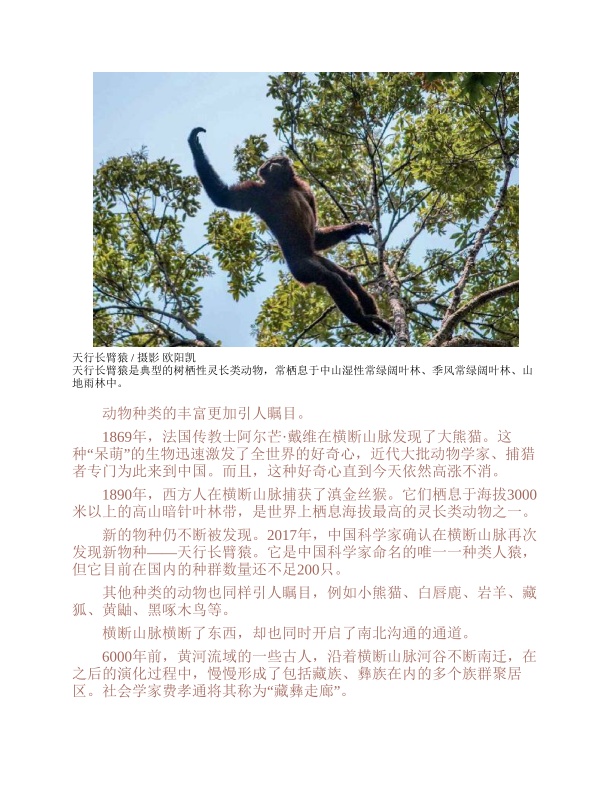 天行长臂猿 / 摄影 欧阳凯
天行长臂猿是典型的树栖性灵长类动物，常栖息于中山湿性常绿阔叶林、季风常绿阔叶林、山
地雨林中。
动物种类的丰富更加引人瞩目。
1869年，法国传教士阿尔芒·戴维在横断山脉发现了大熊猫。这
种“呆萌”的生物迅速激发了全世界的好奇心，近代大批动物学家、捕猎
者专门为此来到中国。而且，这种好奇心直到今天依然高涨不消。
1890年，西方人在横断山脉捕获了滇金丝猴。它们栖息于海拔3000
米以上的高山暗针叶林带，是世界上栖息海拔最高的灵长类动物之一。
新的物种仍不断被发现。2017年，中国科学家确认在横断山脉再次
发现新物种——天行长臂猿。它是中国科学家命名的唯一一种类人猿，
但它目前在国内的种群数量还不足200只。
其他种类的动物也同样引人瞩目，例如小熊猫、白唇鹿、岩羊、藏
狐、黄鼬、黑啄木鸟等。
横断山脉横断了东西，却也同时开启了南北沟通的通道。
6000年前，黄河流域的一些古人，沿着横断山脉河谷不断南迁，在
之后的演化过程中，慢慢形成了包括藏族、彝族在内的多个族群聚居
区。社会学家费孝通将其称为“藏彝走廊”。